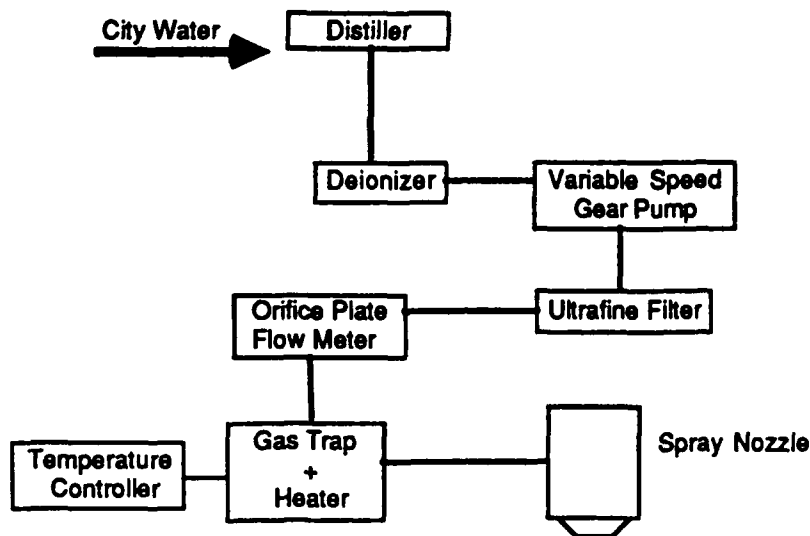 City Water
Distiller
Deionizer
Variable Speed
Gear Pump
Orifice Plate
Flow Meter
Ultrafine Filter
Gas Trap
+
Heater
Temperature
Controller
Spray Nozzle